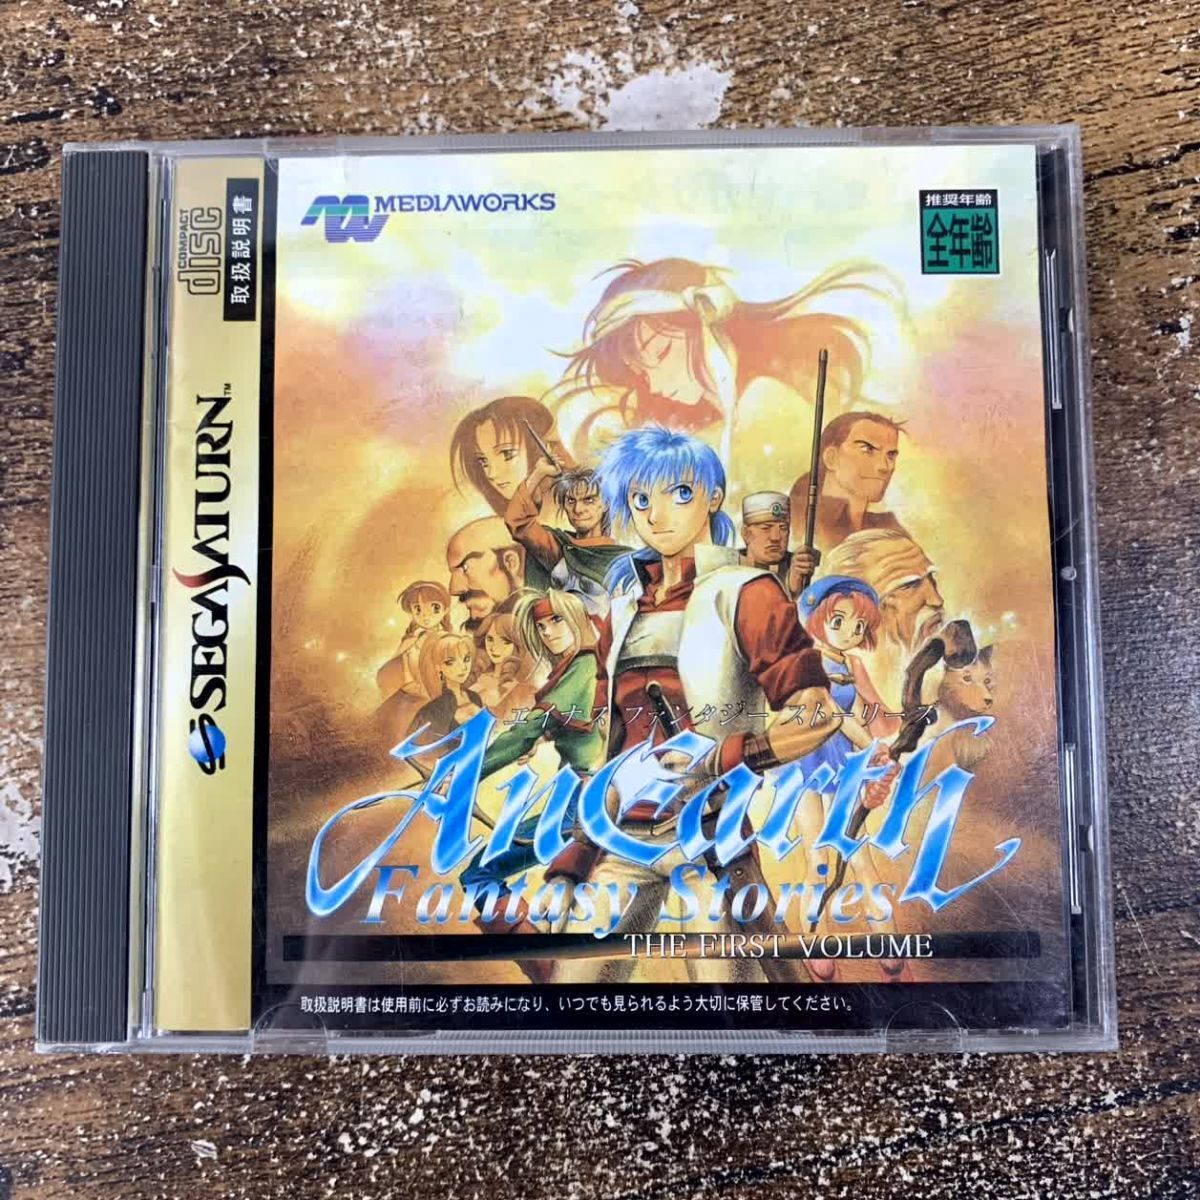 COMPACT
disc
取扱説明書
SEGA SATURN™
MEDIAWORKS
推奨年齢
全年齢
エイナス ファンタジー ストーリーズ
AnEarth
Fantasy Stories
THE FIRST VOLUME
取扱説明書は使用前に必ずお読みになり、いつでも見られるよう大切に保管してください。